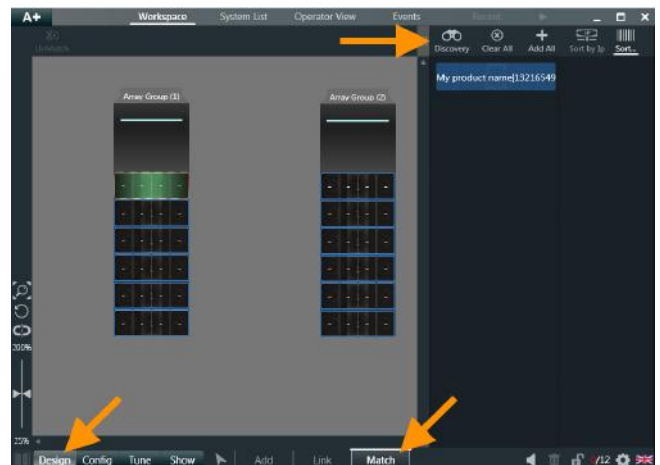 A+ Workspace System List Operator View Events Record
UnMatch Discovery Clear All Add All Sort by Ip Sort..
My product name|13216549
Array Group (1) Array Group (2)
200%
25%
Design Config Tune Show Add Link Match /12